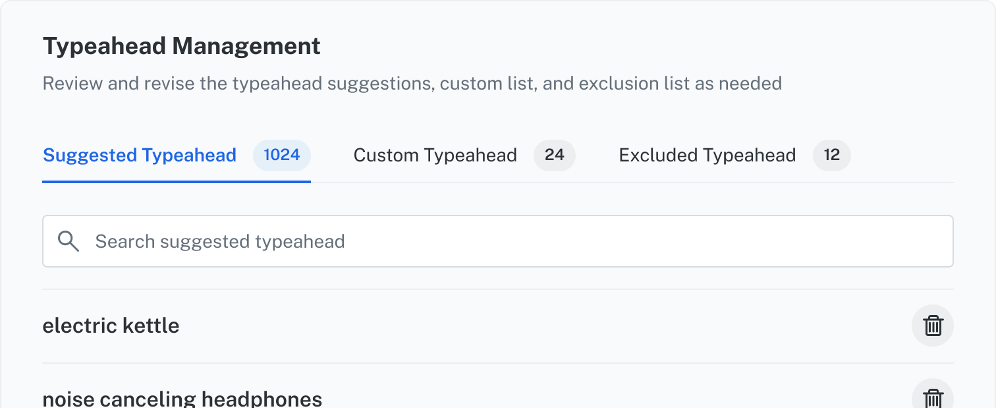 Typeahead Management
Review and revise the typeahead suggestions, custom list, and exclusion list as needed
Suggested Typeahead 1024 Custom Typeahead 24 Excluded Typeahead 12
Search suggested typeahead
electric kettle
noise canceling headphones